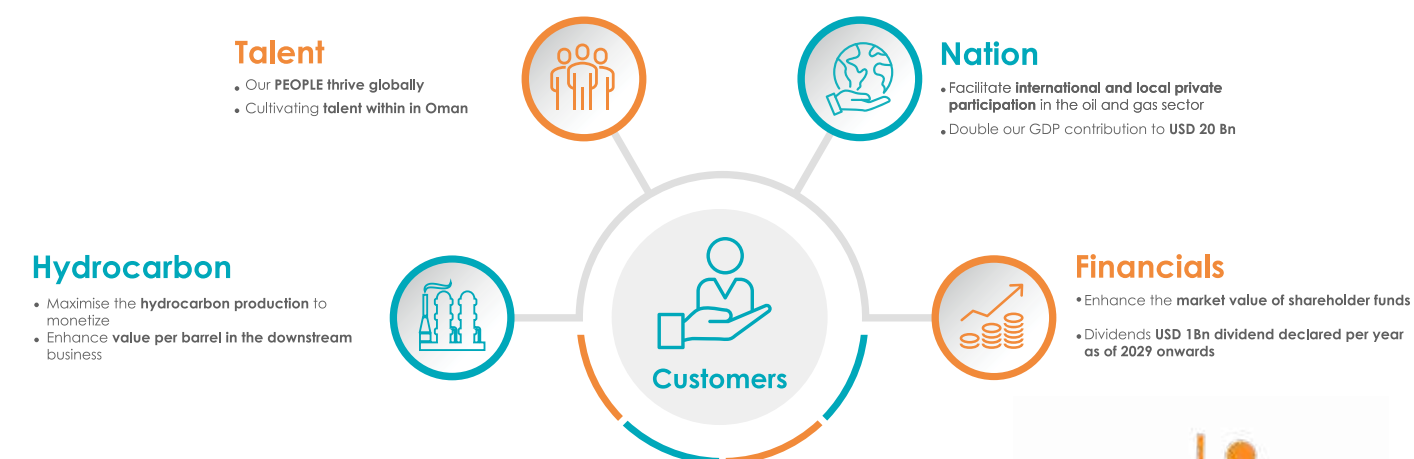 Talent
• Our PEOPLE thrive globally
• Cultivating talent within in Oman
Nation
• Facilitate international and local private
participation in the oil and gas sector
• Double our GDP contribution to USD 20 Bn
Hydrocarbon
• Maximise the hydrocarbon production to
monetize
• Enhance value per barrel in the downstream
business
Financials
• Enhance the market value of shareholder funds
• Dividends USD 1Bn dividend declared per year
as of 2029 onwards
Customers